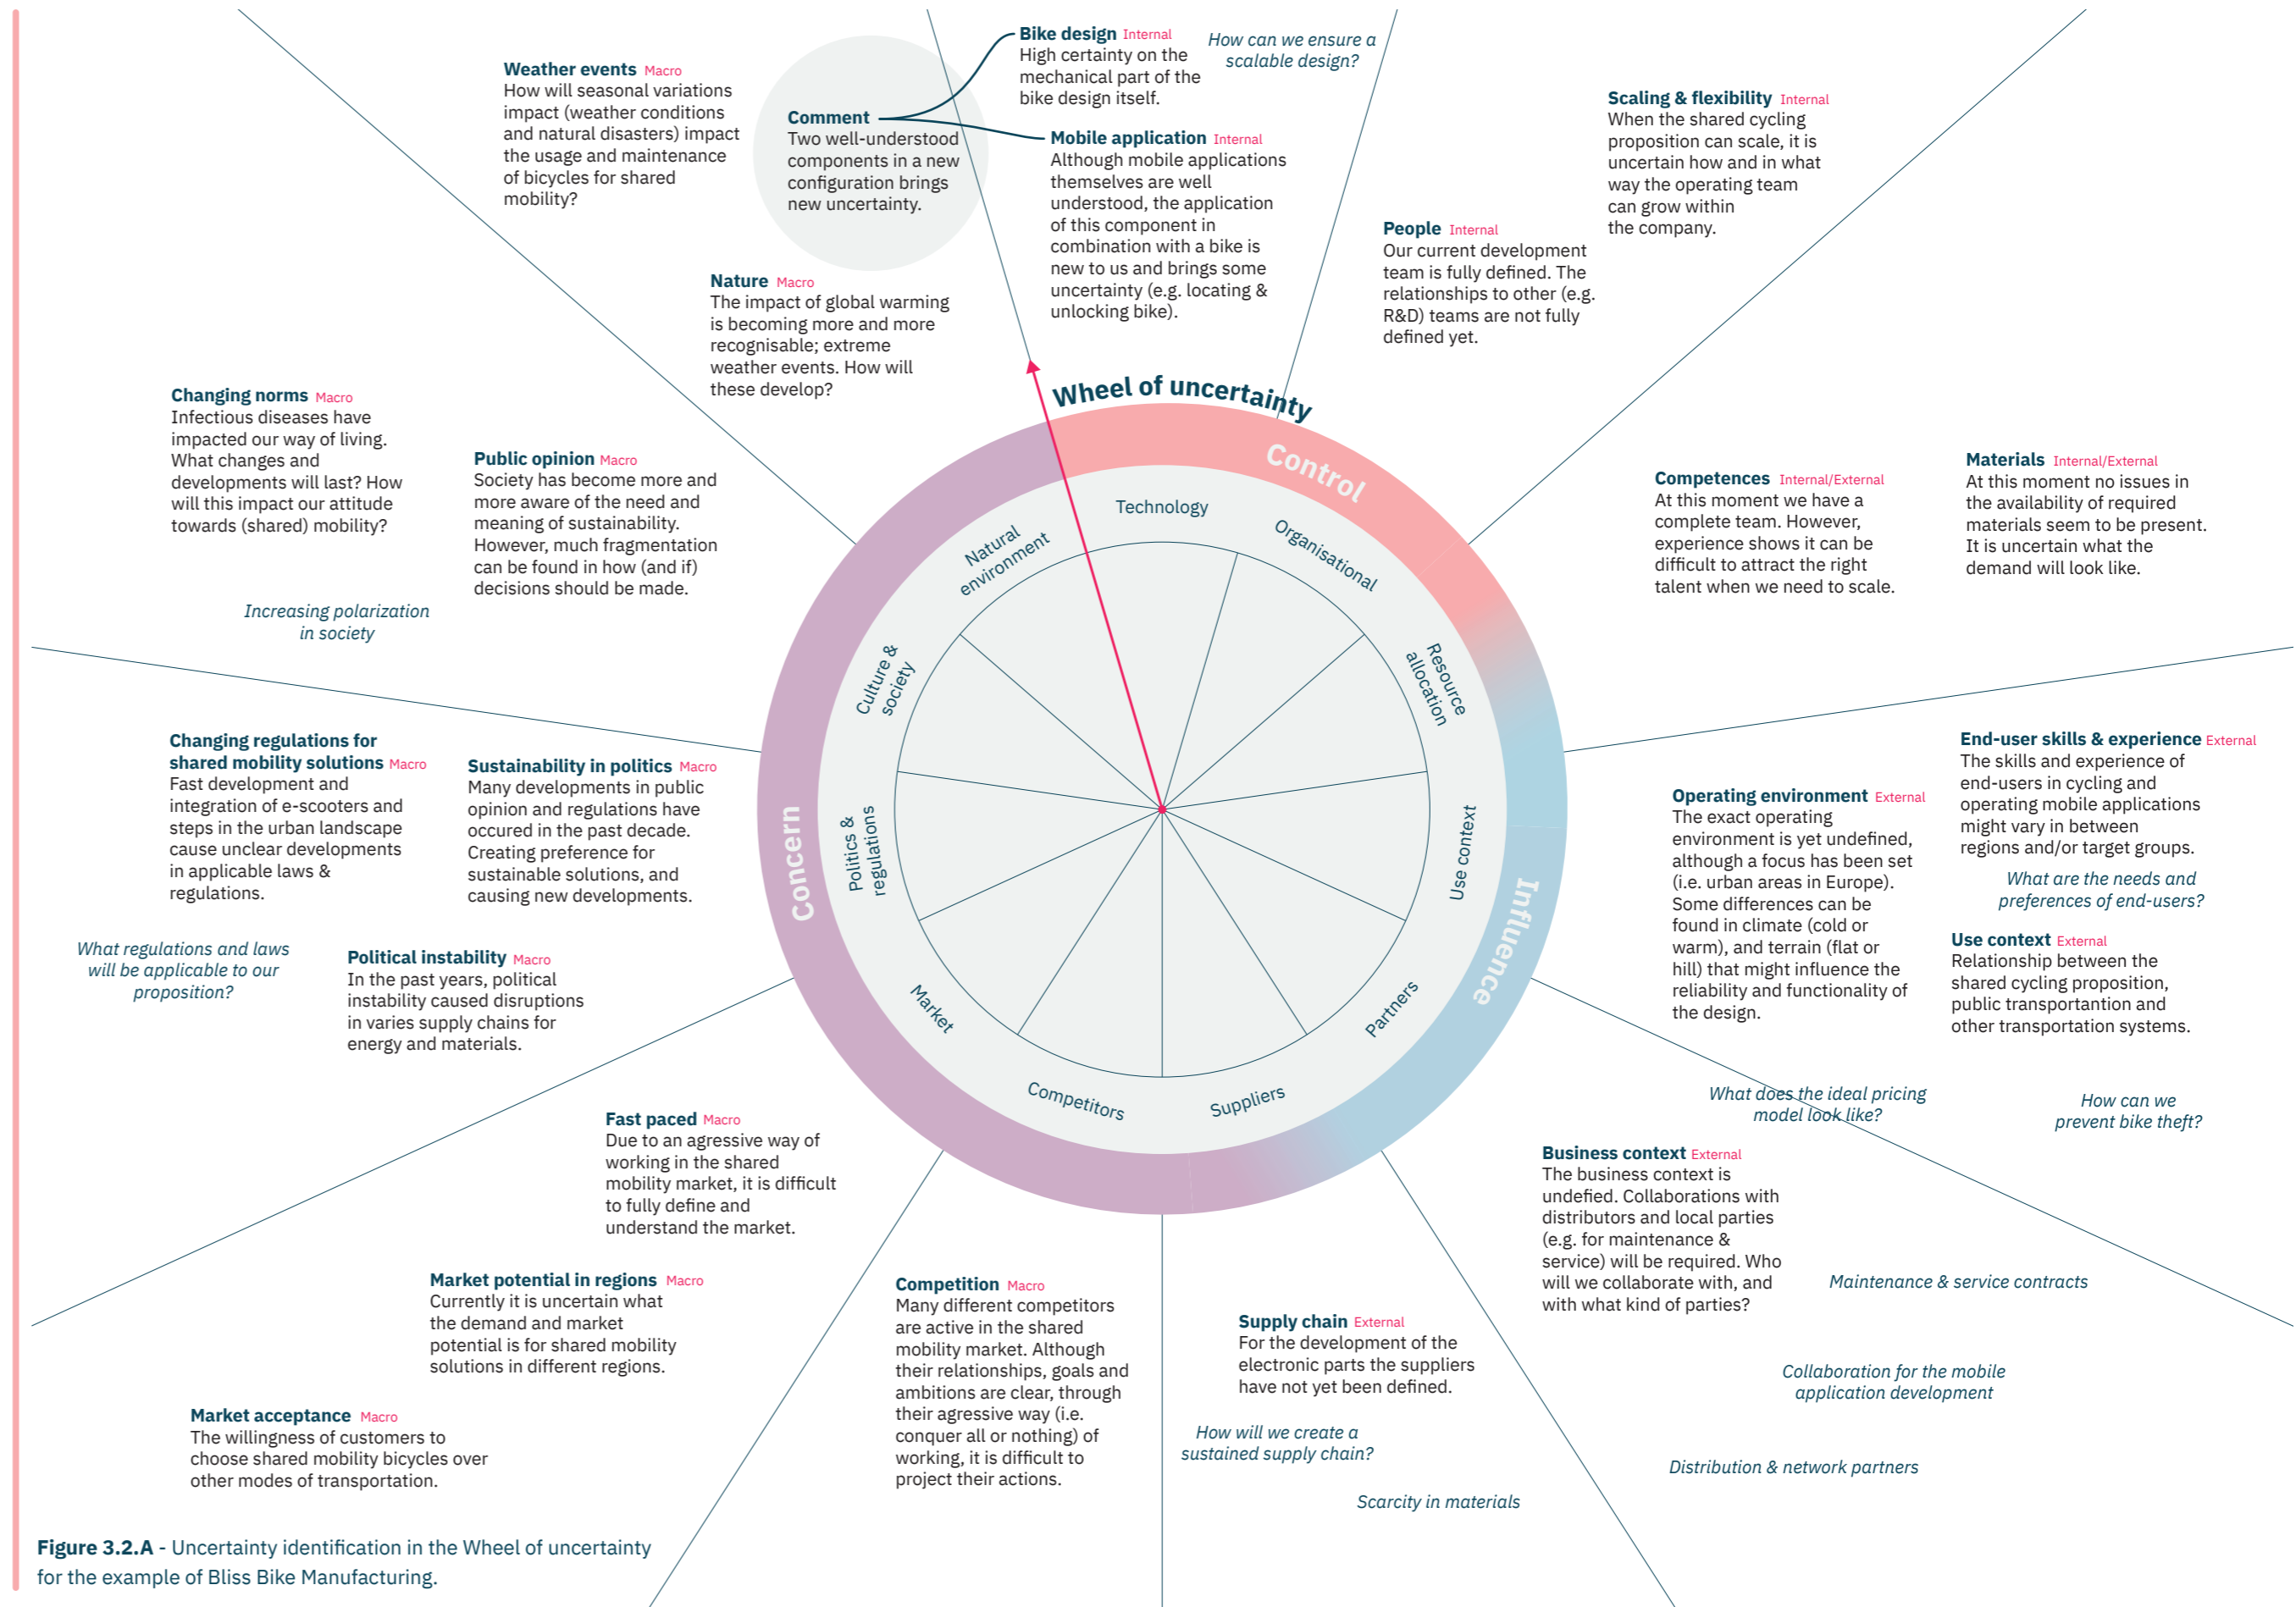 Weather events Macro
How will seasonal variations
impact (weather conditions
and natural disasters) impact
the usage and maintenance
of bicycles for shared
mobility?
Comment
Two well-understood
components in a new
configuration brings
new uncertainty.
Nature Macro
The impact of global warming
is becoming more and more
recognisable; extreme
weather events. How will
these develop?
Bike design Internal
High certainty on the
mechanical part of the
bike design itself.
How can we ensure a
scalable design?
Mobile application Internal
Although mobile applications
themselves are well
understood, the application
of this component in
combination with a bike is
new to us and brings some
uncertainty (e.g. locating &
unlocking bike).
People Internal
Our current development
team is fully defined. The
relationships to other (e.g.
R&D) teams are not fully
defined yet.
Scaling & flexibility Internal
When the shared cycling
proposition can scale, it is
uncertain how and in what
way the operating team
can grow within
the company.
Competences Internal/External
At this moment we have a
complete team. However,
experience shows it can be
difficult to attract the right
talent when we need to scale.
Materials Internal/External
At this moment no issues in
the availability of required
materials seem to be present.
It is uncertain what the
demand will look like.
Changing norms Macro
Infectious diseases have
impacted our way of living.
What changes and
developments will last? How
will this impact our attitude
towards (shared) mobility?
Public opinion Macro
Society has become more and
more aware of the need and
meaning of sustainability.
However, much fragmentation
can be found in how (and if)
decisions should be made.
Increasing polarization
in society
Wheel of uncertainty
Control
Influence
Concern
Technology
Organisational
Resource
allocation
Use context
Partners
Suppliers
Competitors
Market
Politics &
regulations
Culture &
society
Natural
environment
Changing regulations for
shared mobility solutions Macro
Fast development and
integration of e-scooters and
steps in the urban landscape
cause unclear developments
in applicable laws &
regulations.
Sustainability in politics Macro
Many developments in public
opinion and regulations have
occured in the past decade.
Creating preference for
sustainable solutions, and
causing new developments.
What regulations and laws
will be applicable to our
proposition?
Political instability Macro
In the past years, political
instability caused disruptions
in varies supply chains for
energy and materials.
Operating environment External
The exact operating
environment is yet undefined,
although a focus has been set
(i.e. urban areas in Europe).
Some differences can be
found in climate (cold or
warm), and terrain (flat or
hill) that might influence the
reliability and functionality of
the design.
End-user skills & experience External
The skills and experience of
end-users in cycling and
operating mobile applications
might vary in between
regions and/or target groups.
What are the needs and
preferences of end-users?
Use context External
Relationship between the
shared cycling proposition,
public transportantion and
other transportation systems.
What does the ideal pricing
model look like?
How can we
prevent bike theft?
Business context External
The business context is
undefied. Collaborations with
distributors and local parties
(e.g. for maintenance &
service) will be required. Who
will we collaborate with, and
with what kind of parties?
Maintenance & service contracts
Collaboration for the mobile
application development
Distribution & network partners
Fast paced Macro
Due to an agressive way of
working in the shared
mobility market, it is difficult
to fully define and
understand the market.
Market potential in regions Macro
Currently it is uncertain what
the demand and market
potential is for shared mobility
solutions in different regions.
Market acceptance Macro
The willingness of customers to
choose shared mobility bicycles over
other modes of transportation.
Competition Macro
Many different competitors
are active in the shared
mobility market. Although
their relationships, goals and
ambitions are clear, through
their agressive way (i.e.
conquer all or nothing) of
working, it is difficult to
project their actions.
Supply chain External
For the development of the
electronic parts the suppliers
have not yet been defined.
How will we create a
sustained supply chain?
Scarcity in materials
Figure 3.2.A - Uncertainty identification in the Wheel of uncertainty
for the example of Bliss Bike Manufacturing.